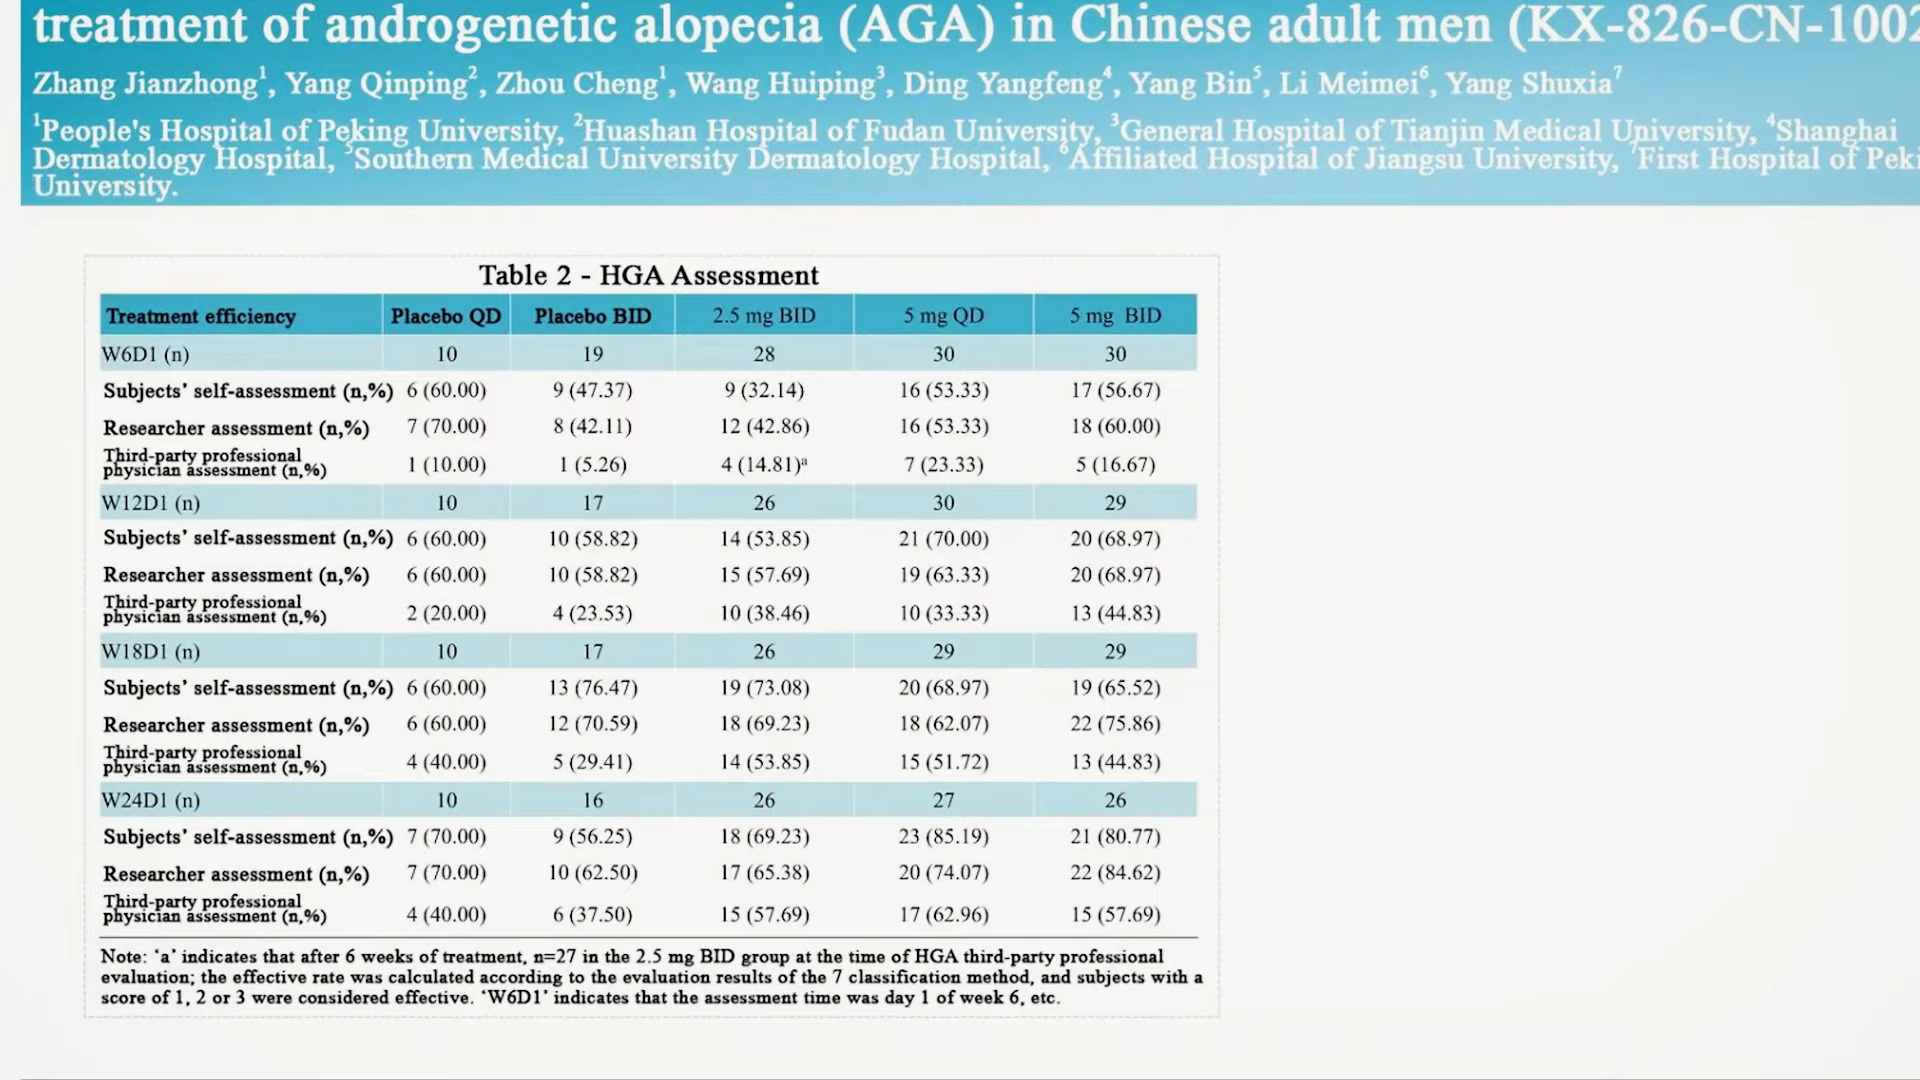 treatment of androgenetic alopecia (AGA) in Chinese adult men (KX-826-CN-1002
Zhang Jianzhong1, Yang Qinping2, Zhou Cheng1, Wang Huiping3, Ding Yangfeng4, Yang Bin5, Li Meimei6, Yang Shuxia7
1People's Hospital of Peking University, 2Huashan Hospital of Fudan University, 3General Hospital of Tianjin Medical University, 4Shanghai
Dermatology Hospital, 5Southern Medical University Dermatology Hospital, 6Affiliated Hospital of Jiangsu University, 7First Hospital of Peki
University.
Table 2 - HGA Assessment
Treatment efficiency Placebo QD Placebo BID 2.5 mg BID 5 mg QD 5 mg BID
W6D1 (n) 10 19 28 30 30
Subjects' self-assessment (n,%) 6 (60.00) 9 (47.37) 9 (32.14) 16 (53.33) 17 (56.67)
Researcher assessment (n,%) 7 (70.00) 8 (42.11) 12 (42.86) 16 (53.33) 18 (60.00)
Third-party professional
physician assessment (n,%) 1 (10.00) 1 (5.26) 4 (14.81)a 7 (23.33) 5 (16.67)
W12D1 (n) 10 17 26 30 29
Subjects' self-assessment (n,%) 6 (60.00) 10 (58.82) 14 (53.85) 21 (70.00) 20 (68.97)
Researcher assessment (n,%) 6 (60.00) 10 (58.82) 15 (57.69) 19 (63.33) 20 (68.97)
Third-party professional
physician assessment (n,%) 2 (20.00) 4 (23.53) 10 (38.46) 10 (33.33) 13 (44.83)
W18D1 (n) 10 17 26 29 29
Subjects' self-assessment (n,%) 6 (60.00) 13 (76.47) 19 (73.08) 20 (68.97) 19 (65.52)
Researcher assessment (n,%) 6 (60.00) 12 (70.59) 18 (69.23) 18 (62.07) 22 (75.86)
Third-party professional
physician assessment (n,%) 4 (40.00) 5 (29.41) 14 (53.85) 15 (51.72) 13 (44.83)
W24D1 (n) 10 16 26 27 26
Subjects' self-assessment (n,%) 7 (70.00) 9 (56.25) 18 (69.23) 23 (85.19) 21 (80.77)
Researcher assessment (n,%) 7 (70.00) 10 (62.50) 17 (65.38) 20 (74.07) 22 (84.62)
Third-party professional
physician assessment (n,%) 4 (40.00) 6 (37.50) 15 (57.69) 17 (62.96) 15 (57.69)
Note: 'a' indicates that after 6 weeks of treatment, n=27 in the 2.5 mg BID group at the time of HGA third-party professional
evaluation; the effective rate was calculated according to the evaluation results of the 7 classification method, and subjects with a
score of 1, 2 or 3 were considered effective. 'W6D1' indicates that the assessment time was day 1 of week 6, etc.